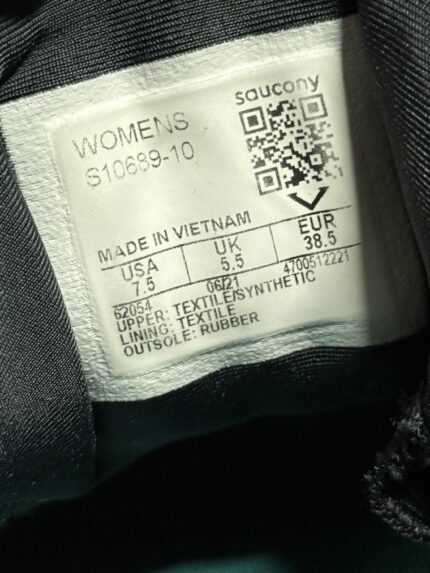 saucony
WOMENS
S10689-10
MADE IN VIETNAM
USA UK EUR
7.5 5.5 38.5
62054 06/21 4700512221
UPPER: TEXTILE/SYNTHETIC
LINING: TEXTILE
OUTSOLE: RUBBER